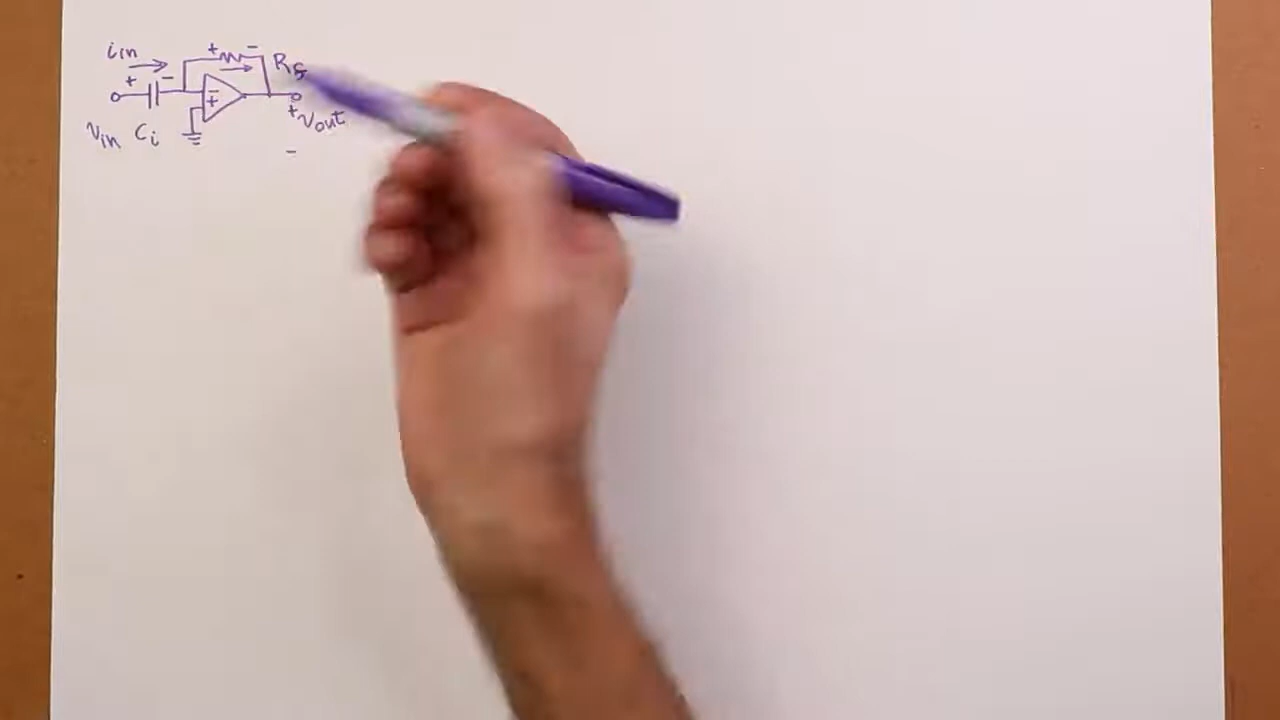 iin
+ -
Rf
+ -
- +
vin Ci
+ vout
-